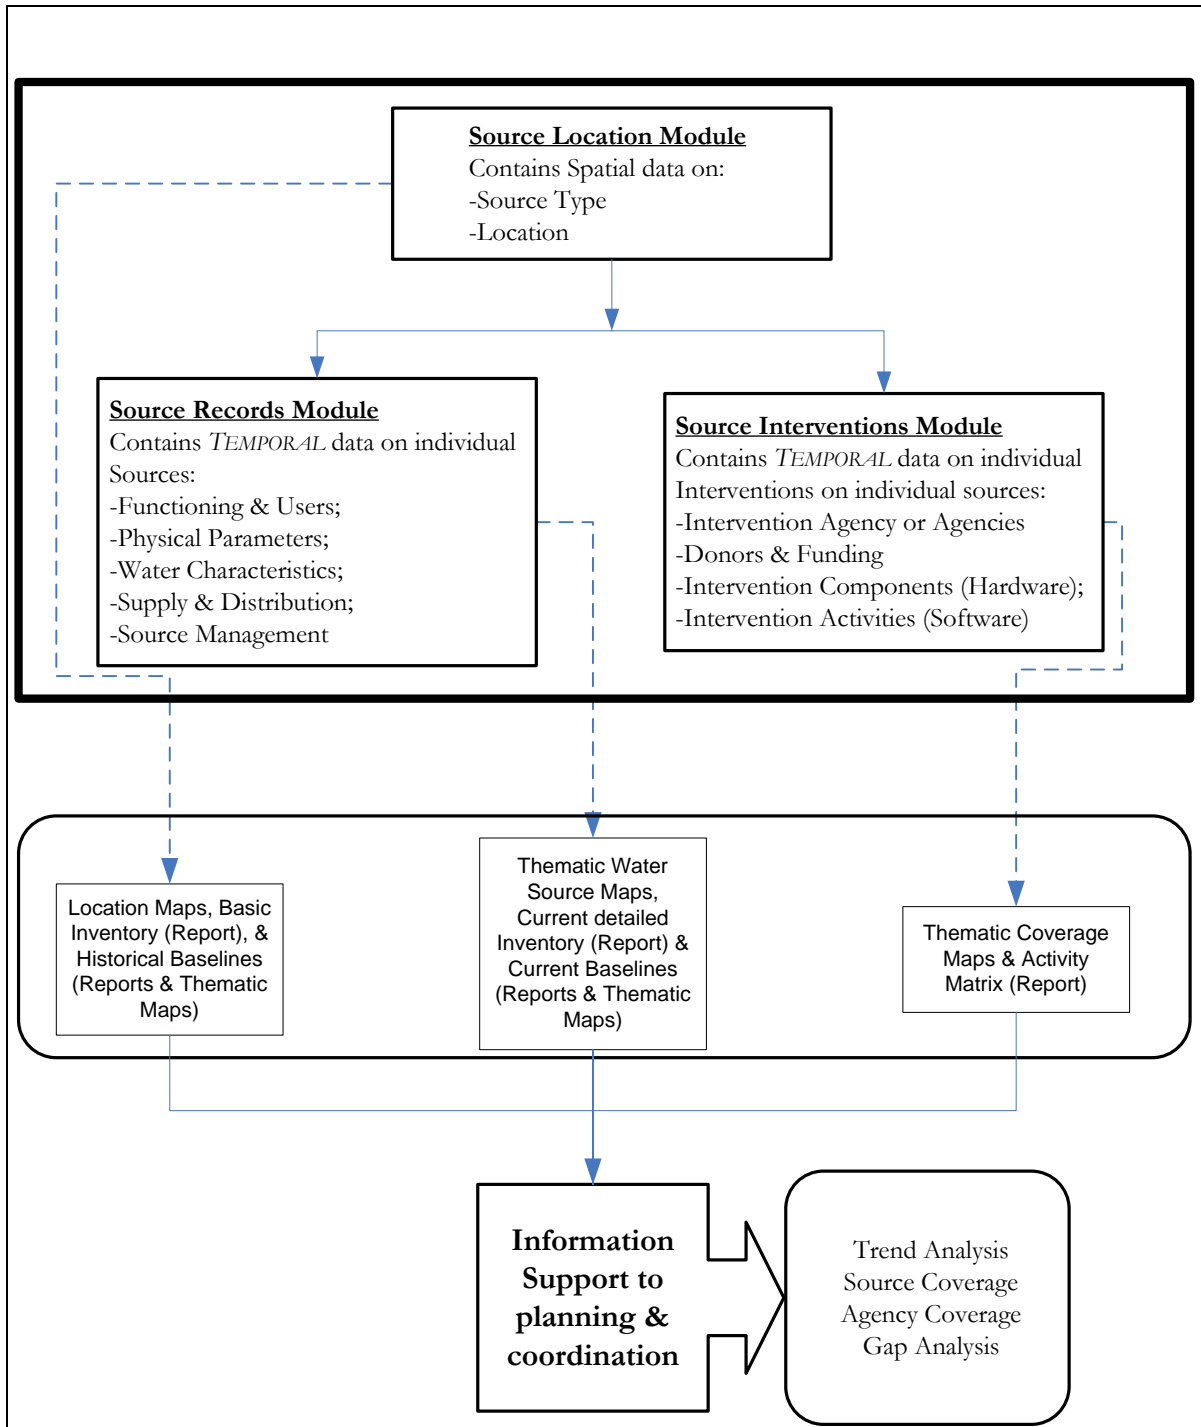 Source Location Module
Contains Spatial data on:
-Source Type
-Location
Source Records Module
Contains TEMPORAL data on individual
Sources:
-Functioning & Users;
-Physical Parameters;
-Water Characteristics;
-Supply & Distribution;
-Source Management
Source Interventions Module
Contains TEMPORAL data on individual
Interventions on individual sources:
-Intervention Agency or Agencies
-Donors & Funding
-Intervention Components (Hardware);
-Intervention Activities (Software)
Location Maps, Basic
Inventory (Report), &
Historical Baselines
(Reports & Thematic
Maps)
Thematic Water
Source Maps,
Current detailed
Inventory (Report) &
Current Baselines
(Reports & Thematic
Maps)
Thematic Coverage
Maps & Activity
Matrix (Report)
Information
Support to
planning &
coordination
Trend Analysis
Source Coverage
Agency Coverage
Gap Analysis